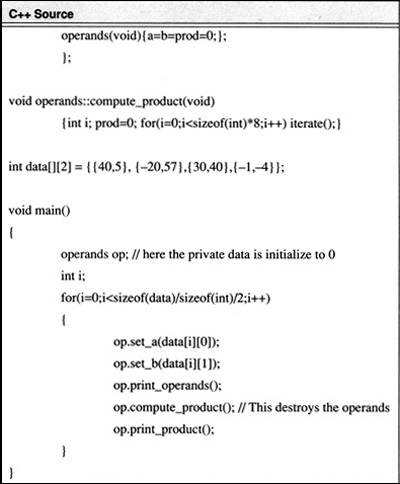 C++ Source
operands(void){a=b=prod=0;};
};
void operands::compute_product(void)
{int i; prod=0; for(i=0;i<sizeof(int)*8;i++) iterate();}
int data[][2] = {{40,5}, {–20,57},{30,40},{–1,–4}};
void main()
{
operands op; // here the private data is initialize to 0
int i;
for(i=0;i<sizeof(data)/sizeof(int)/2;i++)
{
op.set_a(data[i][0]);
op.set_b(data[i][1]);
op.print_operands();
op.compute_product(); // This destroys the operands
op.print_product();
}
}